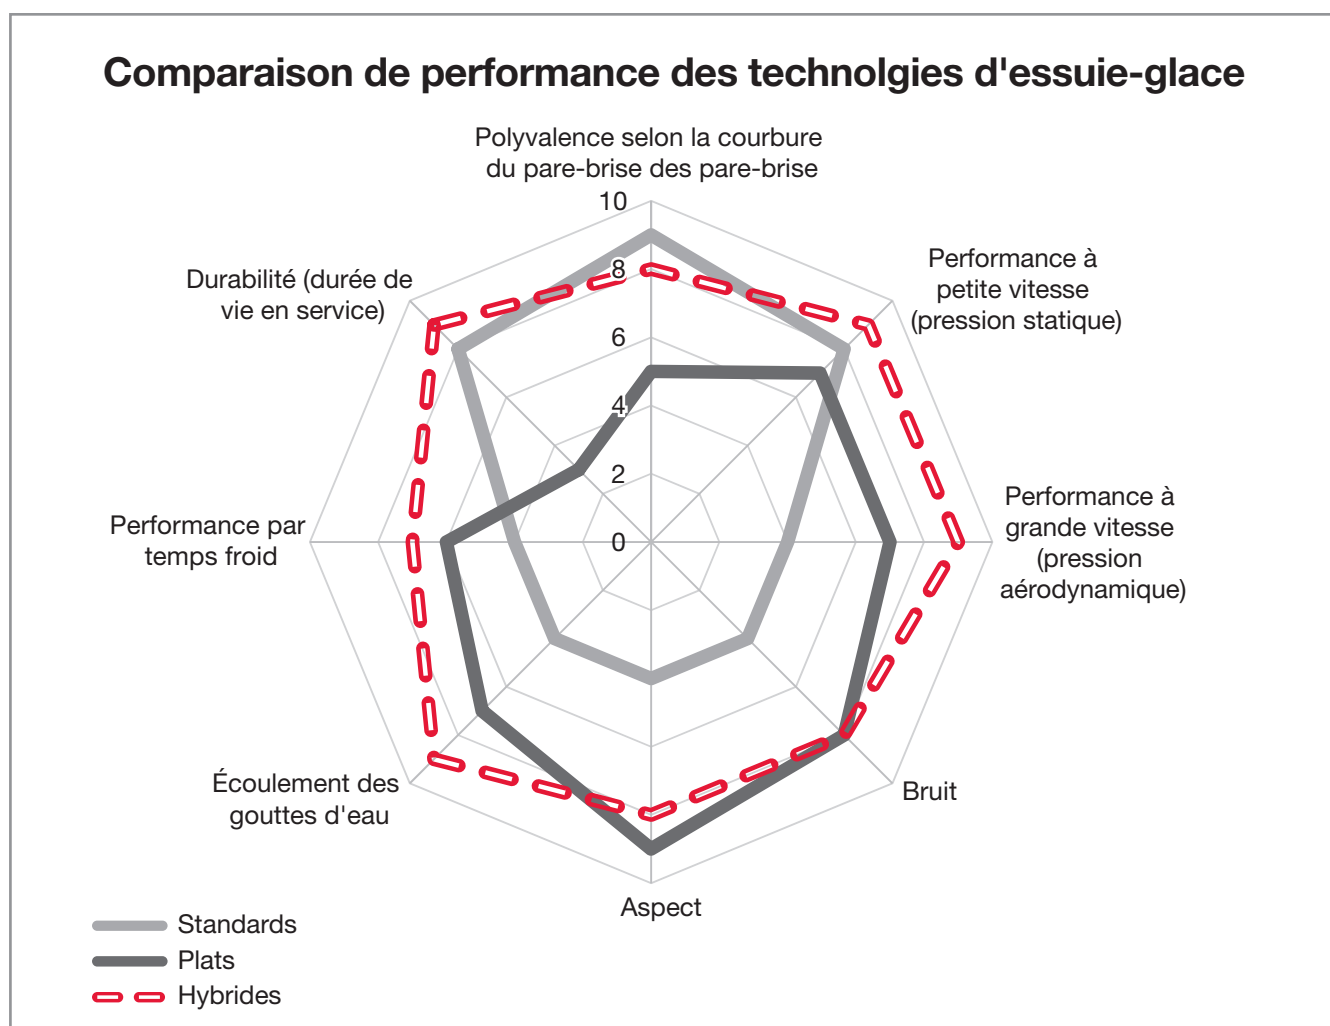 Comparaison de performance des technolgies d'essuie-glace
Polyvalence selon la courbure
du pare-brise des pare-brise
10
8
6
4
2
0
Performance à
petite vitesse
(pression statique)
Performance à
grande vitesse
(pression
aérodynamique)
Bruit
Aspect
Écoulement des
gouttes d'eau
Performance par
temps froid
Durabilité (durée de
vie en service)
Standards
Plats
Hybrides